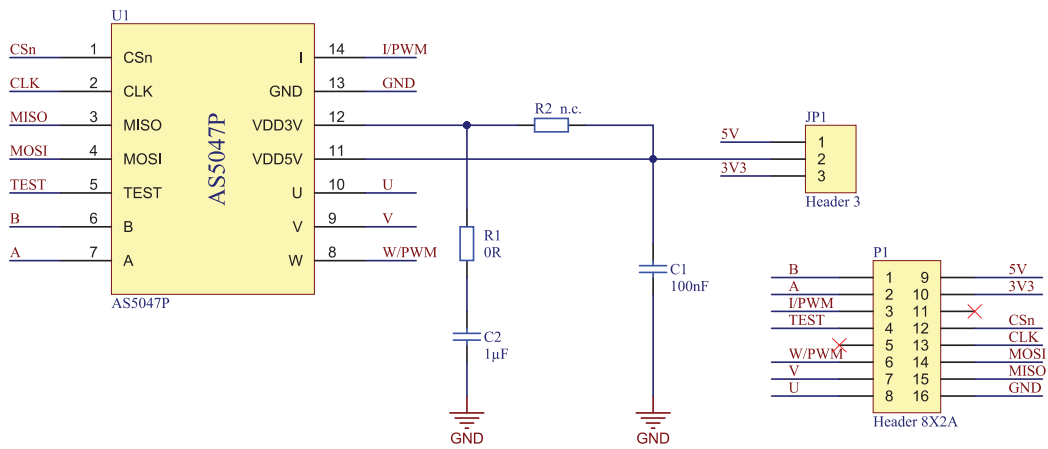 U1
CSn 1 CSn I 14 I/PWM
CLK 2 CLK GND 13 GND
MISO 3 MISO VDD3V 12
MOSI 4 MOSI VDD5V 11
TEST 5 TEST U 10 U
B 6 B V 9 V
A 7 A W 8 W/PWM
AS5047P
AS5047P
R2 n.c.
R1
0R
C2
1µF
GND
C1
100nF
GND
JP1
5V 1
2
3V3 3
Header 3
P1
B 1 9 5V
A 2 10 3V3
I/PWM 3 11
TEST 4 12 CSn
5 13 CLK
W/PWM 6 14 MOSI
V 7 15 MISO
U 8 16 GND
Header 8X2A